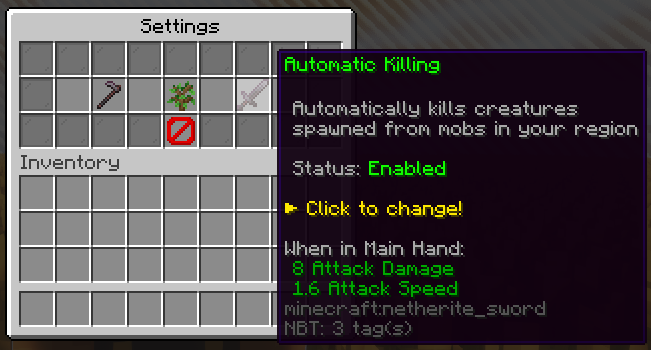 Settings
Automatic Killing
Automatically kills creatures
spawned from mobs in your region
Status: Enabled
► Click to change!
Inventory
When in Main Hand:
8 Attack Damage
1.6 Attack Speed
minecraft:netherite_sword
NBT: 3 tag(s)